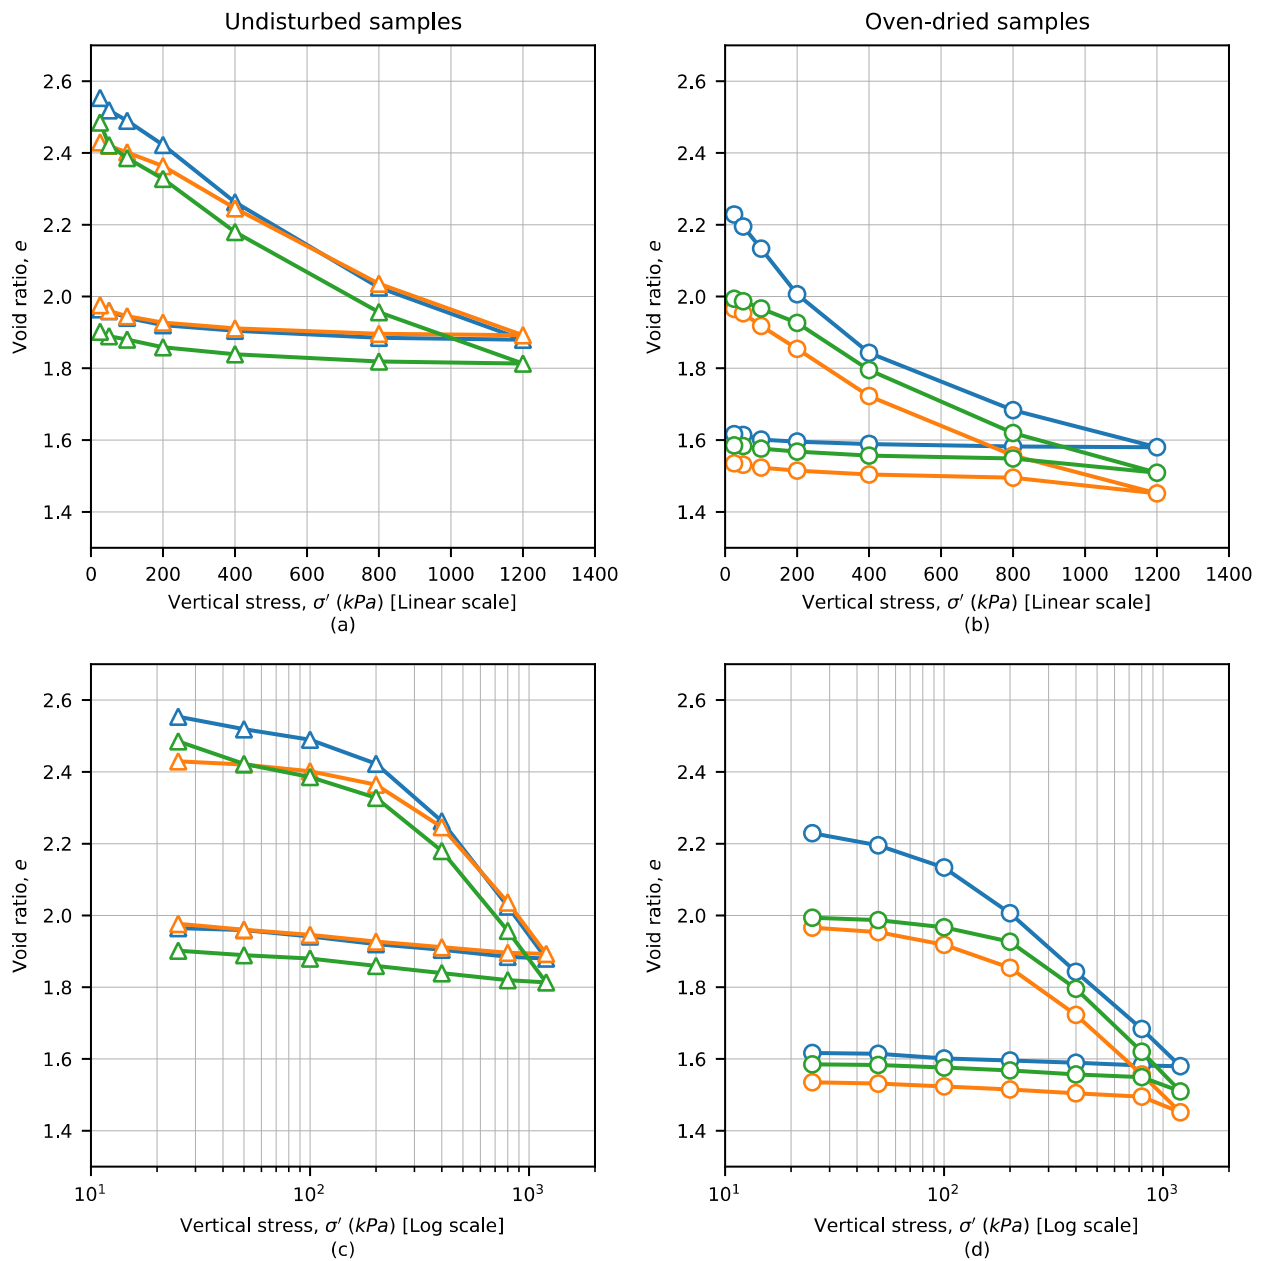 Undisturbed samples
Oven-dried samples
2.6
2.4
2.2
2.0
1.8
1.6
1.4
Void ratio, e
0 200 400 600 800 1000 1200 1400
Vertical stress, σ′ (kPa) [Linear scale]
(a)
2.6
2.4
2.2
2.0
1.8
1.6
1.4
Void ratio, e
0 200 400 600 800 1000 1200 1400
Vertical stress, σ′ (kPa) [Linear scale]
(b)
2.6
2.4
2.2
2.0
1.8
1.6
1.4
Void ratio, e
10¹ 10² 10³
Vertical stress, σ′ (kPa) [Log scale]
(c)
2.6
2.4
2.2
2.0
1.8
1.6
1.4
Void ratio, e
10¹ 10² 10³
Vertical stress, σ′ (kPa) [Log scale]
(d)